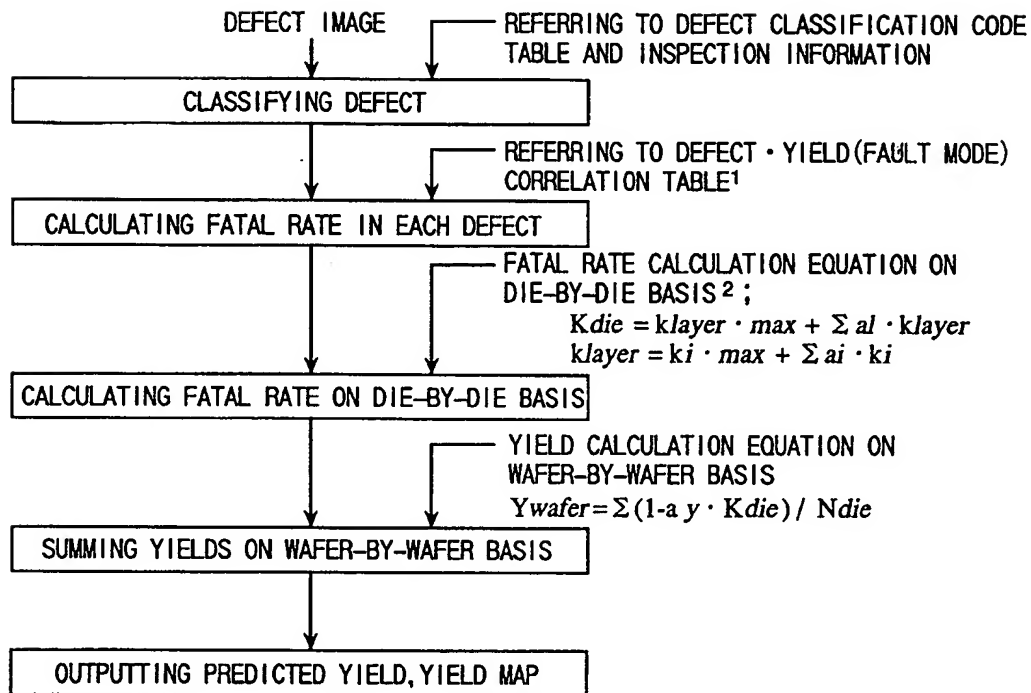 DEFECT IMAGE
REFERRING TO DEFECT CLASSIFICATION CODE
TABLE AND INSPECTION INFORMATION
CLASSIFYING DEFECT
REFERRING TO DEFECT・YIELD(FAULT MODE)
CORRELATION TABLE¹
CALCULATING FATAL RATE IN EACH DEFECT
FATAL RATE CALCULATION EQUATION ON
DIE-BY-DIE BASIS²;
Kdie = klayer · max + Σ al · klayer
klayer = ki · max + Σ ai · ki
CALCULATING FATAL RATE ON DIE-BY-DIE BASIS
YIELD CALCULATION EQUATION ON
WAFER-BY-WAFER BASIS
Ywafer=Σ(1-a y · Kdie)/ Ndie
SUMMING YIELDS ON WAFER-BY-WAFER BASIS
OUTPUTTING PREDICTED YIELD, YIELD MAP